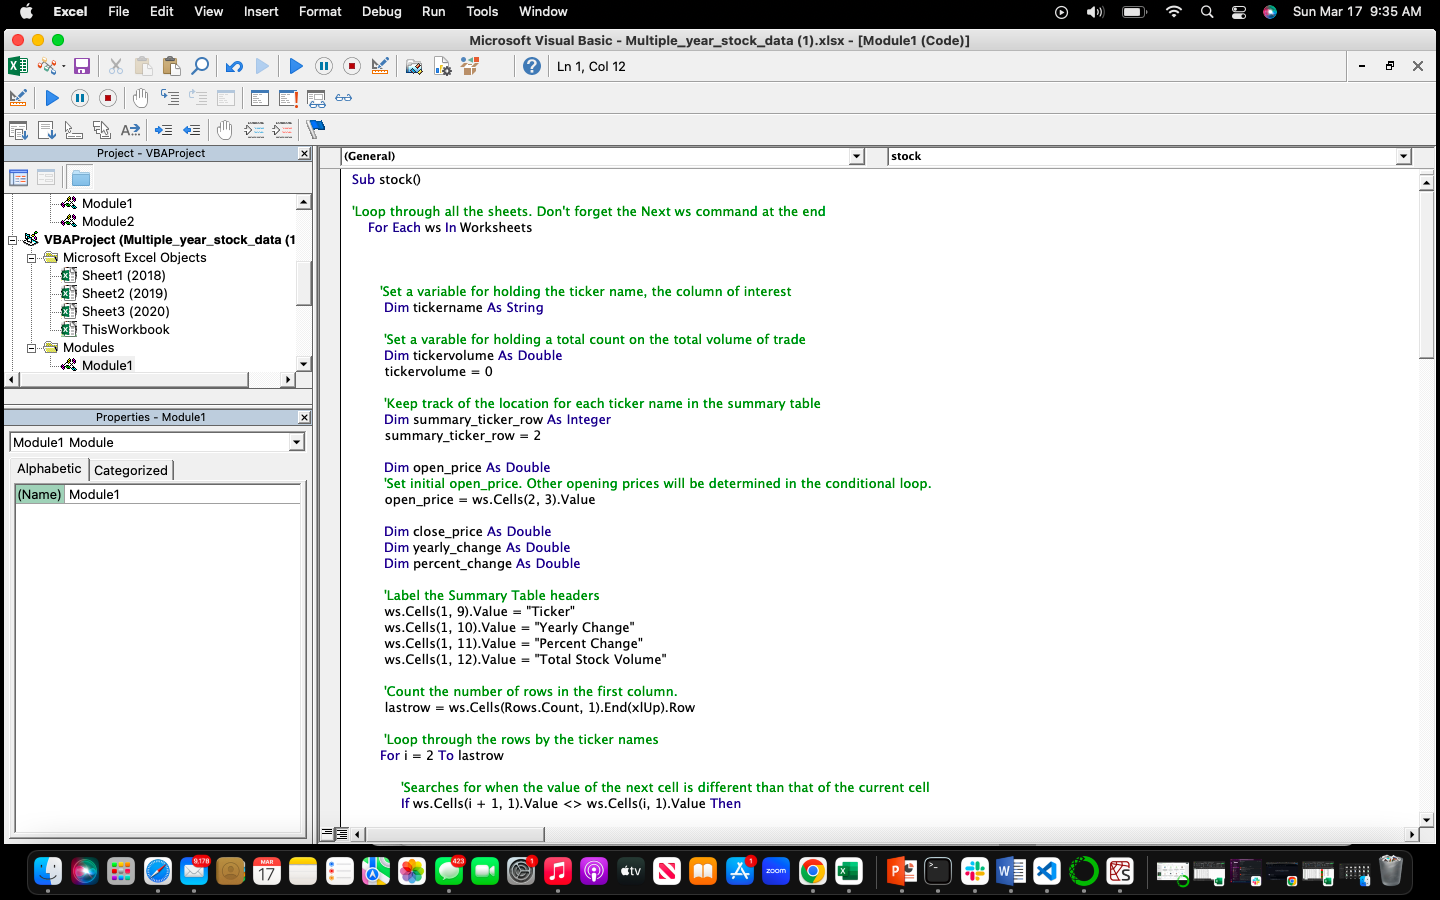 Excel File Edit View Insert Format Debug Run Tools Window Sun Mar 17 9:35 AM
Microsoft Visual Basic - Multiple_year_stock_data (1).xlsx - [Module1 (Code)]
Ln 1, Col 12
Project - VBAProject
Module1
Module2
VBAProject (Multiple_year_stock_data (1
Microsoft Excel Objects
Sheet1 (2018)
Sheet2 (2019)
Sheet3 (2020)
ThisWorkbook
Modules
Module1
Properties - Module1
Module1 Module
Alphabetic Categorized
(Name) Module1
(General) stock
Sub stock()
'Loop through all the sheets. Don't forget the Next ws command at the end
For Each ws In Worksheets
'Set a variable for holding the ticker name, the column of interest
Dim tickername As String
'Set a varable for holding a total count on the total volume of trade
Dim tickervolume As Double
tickervolume = 0
'Keep track of the location for each ticker name in the summary table
Dim summary_ticker_row As Integer
summary_ticker_row = 2
Dim open_price As Double
'Set initial open_price. Other opening prices will be determined in the conditional loop.
open_price = ws.Cells(2, 3).Value
Dim close_price As Double
Dim yearly_change As Double
Dim percent_change As Double
'Label the Summary Table headers
ws.Cells(1, 9).Value = "Ticker"
ws.Cells(1, 10).Value = "Yearly Change"
ws.Cells(1, 11).Value = "Percent Change"
ws.Cells(1, 12).Value = "Total Stock Volume"
'Count the number of rows in the first column.
lastrow = ws.Cells(Rows.Count, 1).End(xlUp).Row
'Loop through the rows by the ticker names
For i = 2 To lastrow
'Searches for when the value of the next cell is different than that of the current cell
If ws.Cells(i + 1, 1).Value <> ws.Cells(i, 1).Value Then
9,178 MAR 17 423 1 tv 1 zoom